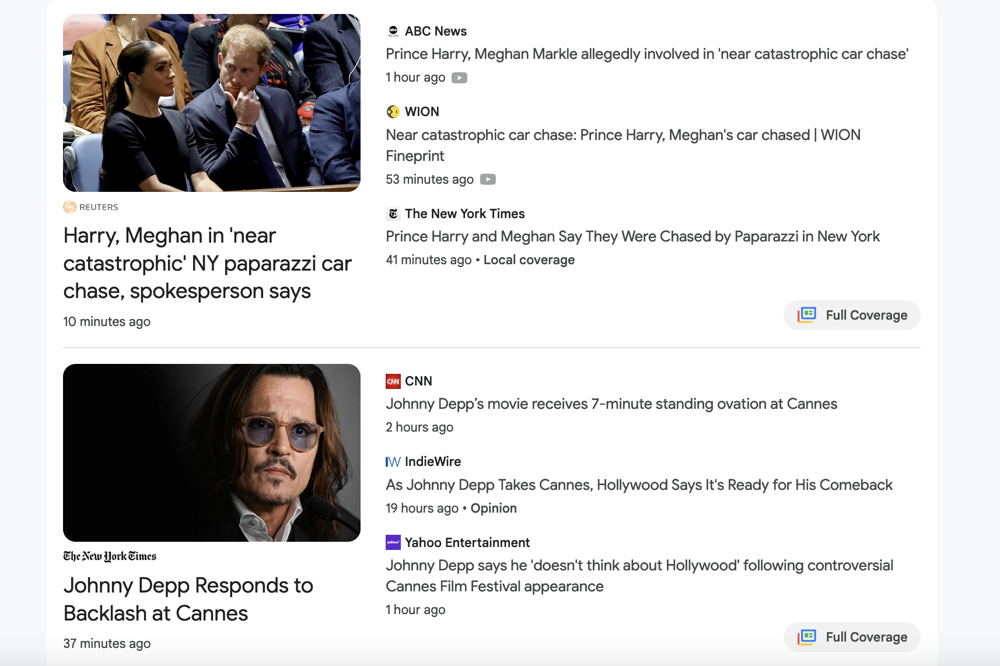 ABC News
Prince Harry, Meghan Markle allegedly involved in 'near catastrophic car chase'
1 hour ago
WION
Near catastrophic car chase: Prince Harry, Meghan's car chased | WION
Fineprint
53 minutes ago
The New York Times
Prince Harry and Meghan Say They Were Chased by Paparazzi in New York
41 minutes ago • Local coverage
REUTERS
Harry, Meghan in 'near
catastrophic' NY paparazzi car
chase, spokesperson says
10 minutes ago
Full Coverage
CNN
CNN
Johnny Depp’s movie receives 7-minute standing ovation at Cannes
2 hours ago
IW IndieWire
As Johnny Depp Takes Cannes, Hollywood Says It's Ready for His Comeback
19 hours ago • Opinion
yahoo!
Yahoo Entertainment
Johnny Depp says he 'doesn't think about Hollywood' following controversial
Cannes Film Festival appearance
1 hour ago
The New York Times
Johnny Depp Responds to
Backlash at Cannes
37 minutes ago
Full Coverage